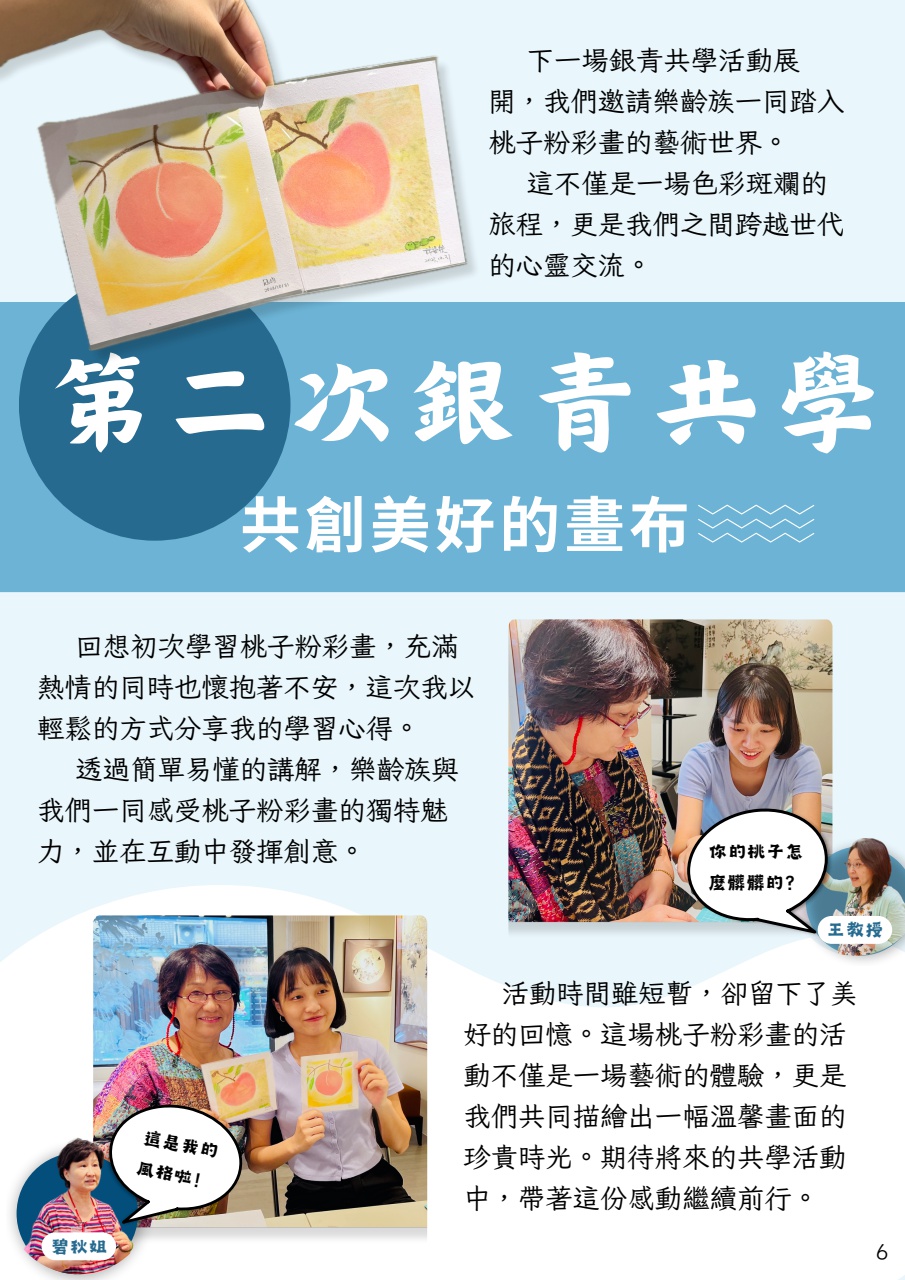 下一場銀青共學活動展
開，我們邀請樂齡族一同踏入
桃子粉彩畫的藝術世界。
這不僅是一場色彩斑斕的
旅程，更是我們之間跨越世代
的心靈交流。
第二次銀青共學
共創美好的畫布
回想初次學習桃子粉彩畫，充滿
熱情的同時也懷抱著不安，這次我以
輕鬆的方式分享我的學習心得。
透過簡單易懂的講解，樂齡族與
我們一同感受桃子粉彩畫的獨特魅
力，並在互動中發揮創意。
你的桃子怎
麼髒髒的？
王教授
這是我的
風格啦！
碧秋姐
活動時間雖短暫，卻留下了美
好的回憶。這場桃子粉彩畫的活
動不僅是一場藝術的體驗，更是
我們共同描繪出一幅溫馨畫面的
珍貴時光。期待將來的共學活動
中，帶著這份感動繼續前行。
6